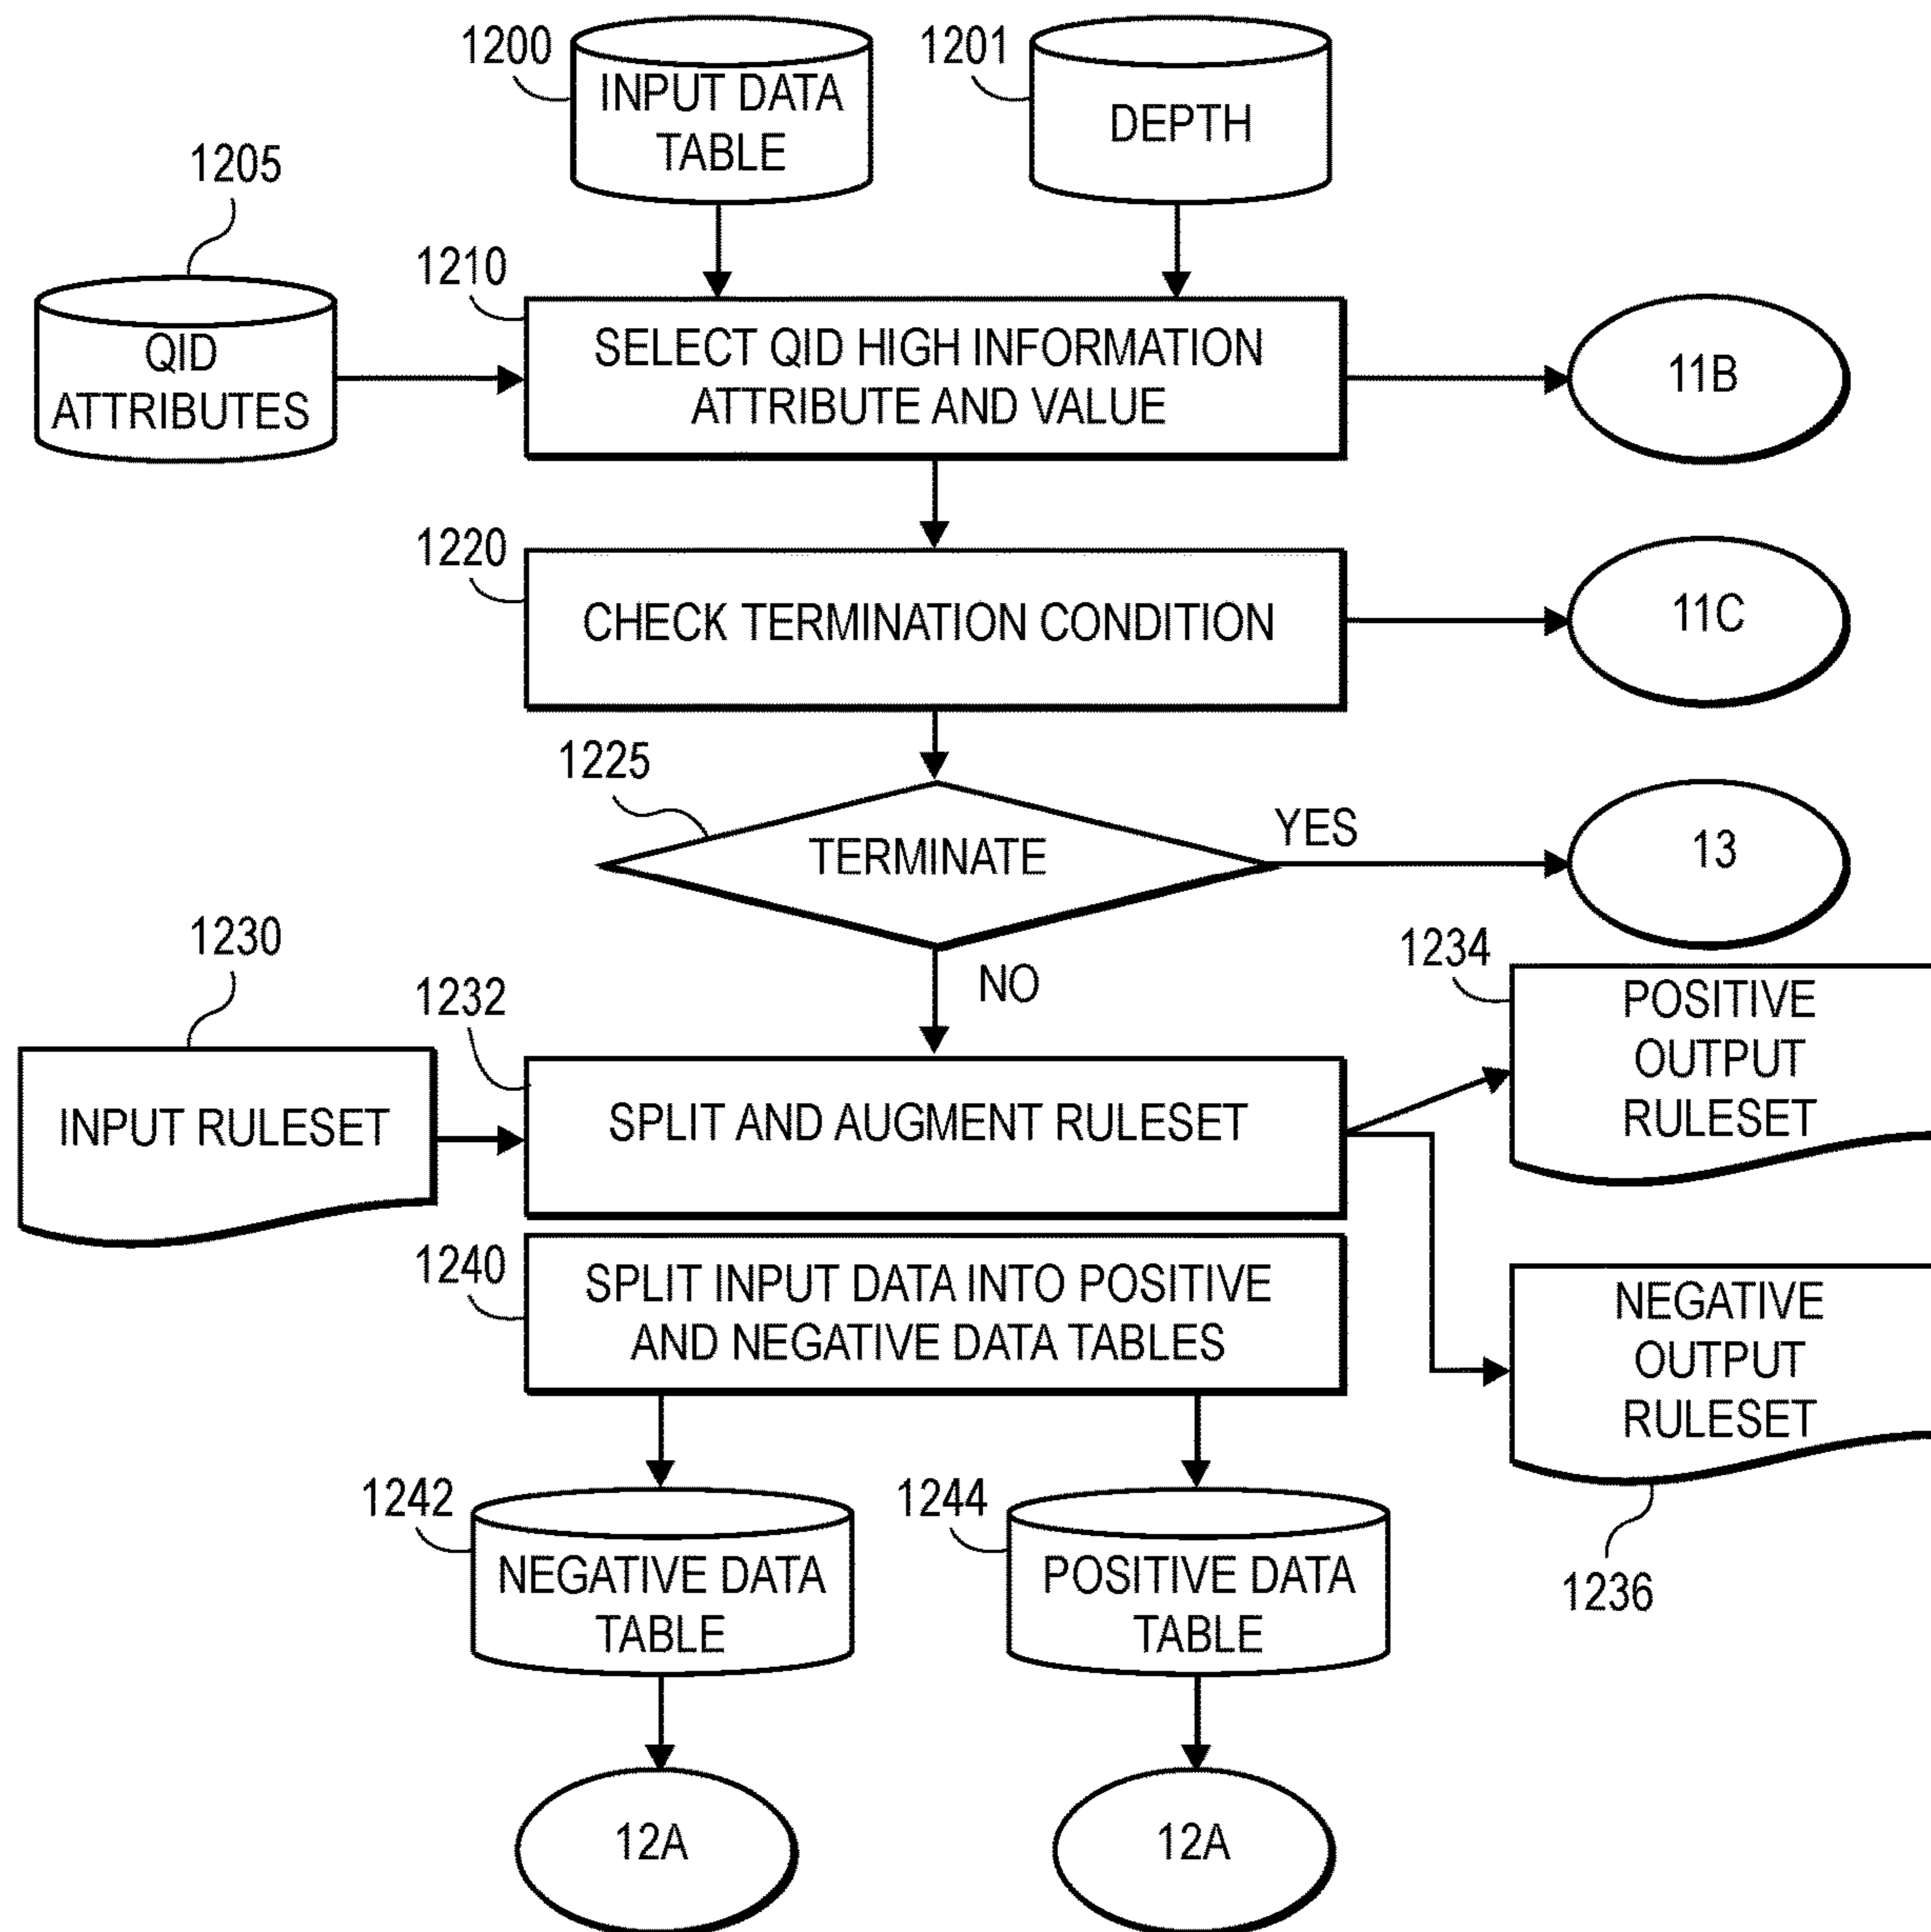 1200
INPUT DATA
TABLE
1201
DEPTH
1205
QID
ATTRIBUTES
1210
SELECT QID HIGH INFORMATION
ATTRIBUTE AND VALUE
11B
1220
CHECK TERMINATION CONDITION
11C
1225
TERMINATE
YES
13
NO
1230
INPUT RULESET
1232
SPLIT AND AUGMENT RULESET
1234
POSITIVE
OUTPUT
RULESET
1240
SPLIT INPUT DATA INTO POSITIVE
AND NEGATIVE DATA TABLES
NEGATIVE
OUTPUT
RULESET
1236
1242
NEGATIVE DATA
TABLE
1244
POSITIVE DATA
TABLE
12A
12A